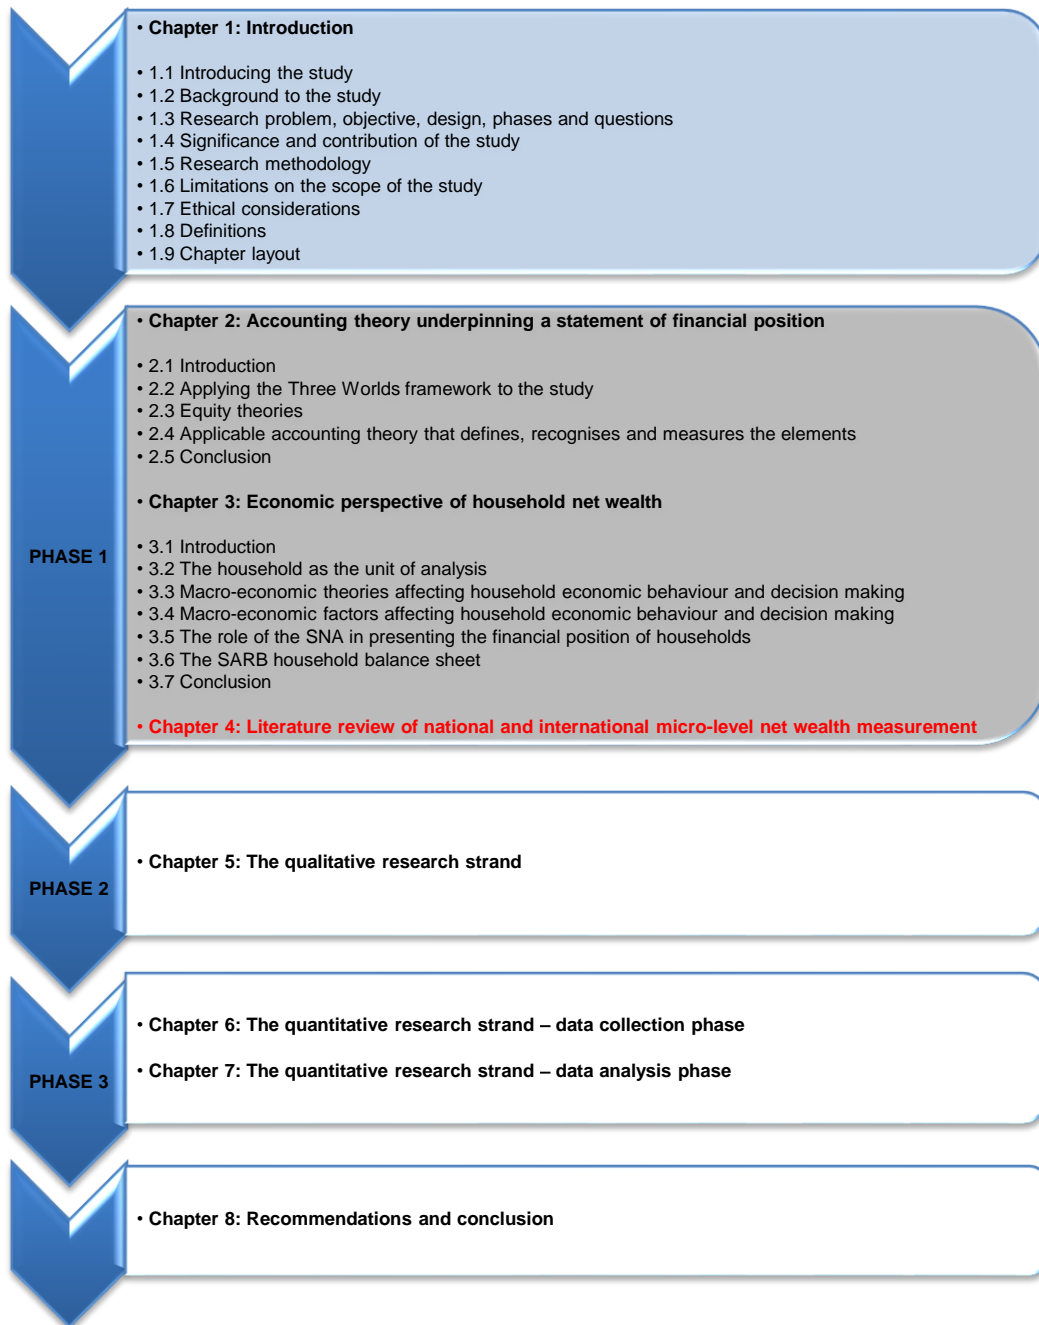 • Chapter 1: Introduction
• 1.1 Introducing the study
• 1.2 Background to the study
• 1.3 Research problem, objective, design, phases and questions
• 1.4 Significance and contribution of the study
• 1.5 Research methodology
• 1.6 Limitations on the scope of the study
• 1.7 Ethical considerations
• 1.8 Definitions
• 1.9 Chapter layout
PHASE 1
• Chapter 2: Accounting theory underpinning a statement of financial position
• 2.1 Introduction
• 2.2 Applying the Three Worlds framework to the study
• 2.3 Equity theories
• 2.4 Applicable accounting theory that defines, recognises and measures the elements
• 2.5 Conclusion
• Chapter 3: Economic perspective of household net wealth
• 3.1 Introduction
• 3.2 The household as the unit of analysis
• 3.3 Macro-economic theories affecting household economic behaviour and decision making
• 3.4 Macro-economic factors affecting household economic behaviour and decision making
• 3.5 The role of the SNA in presenting the financial position of households
• 3.6 The SARB household balance sheet
• 3.7 Conclusion
• Chapter 4: Literature review of national and international micro-level net wealth measurement
PHASE 2
• Chapter 5: The qualitative research strand
PHASE 3
• Chapter 6: The quantitative research strand – data collection phase
• Chapter 7: The quantitative research strand – data analysis phase
• Chapter 8: Recommendations and conclusion